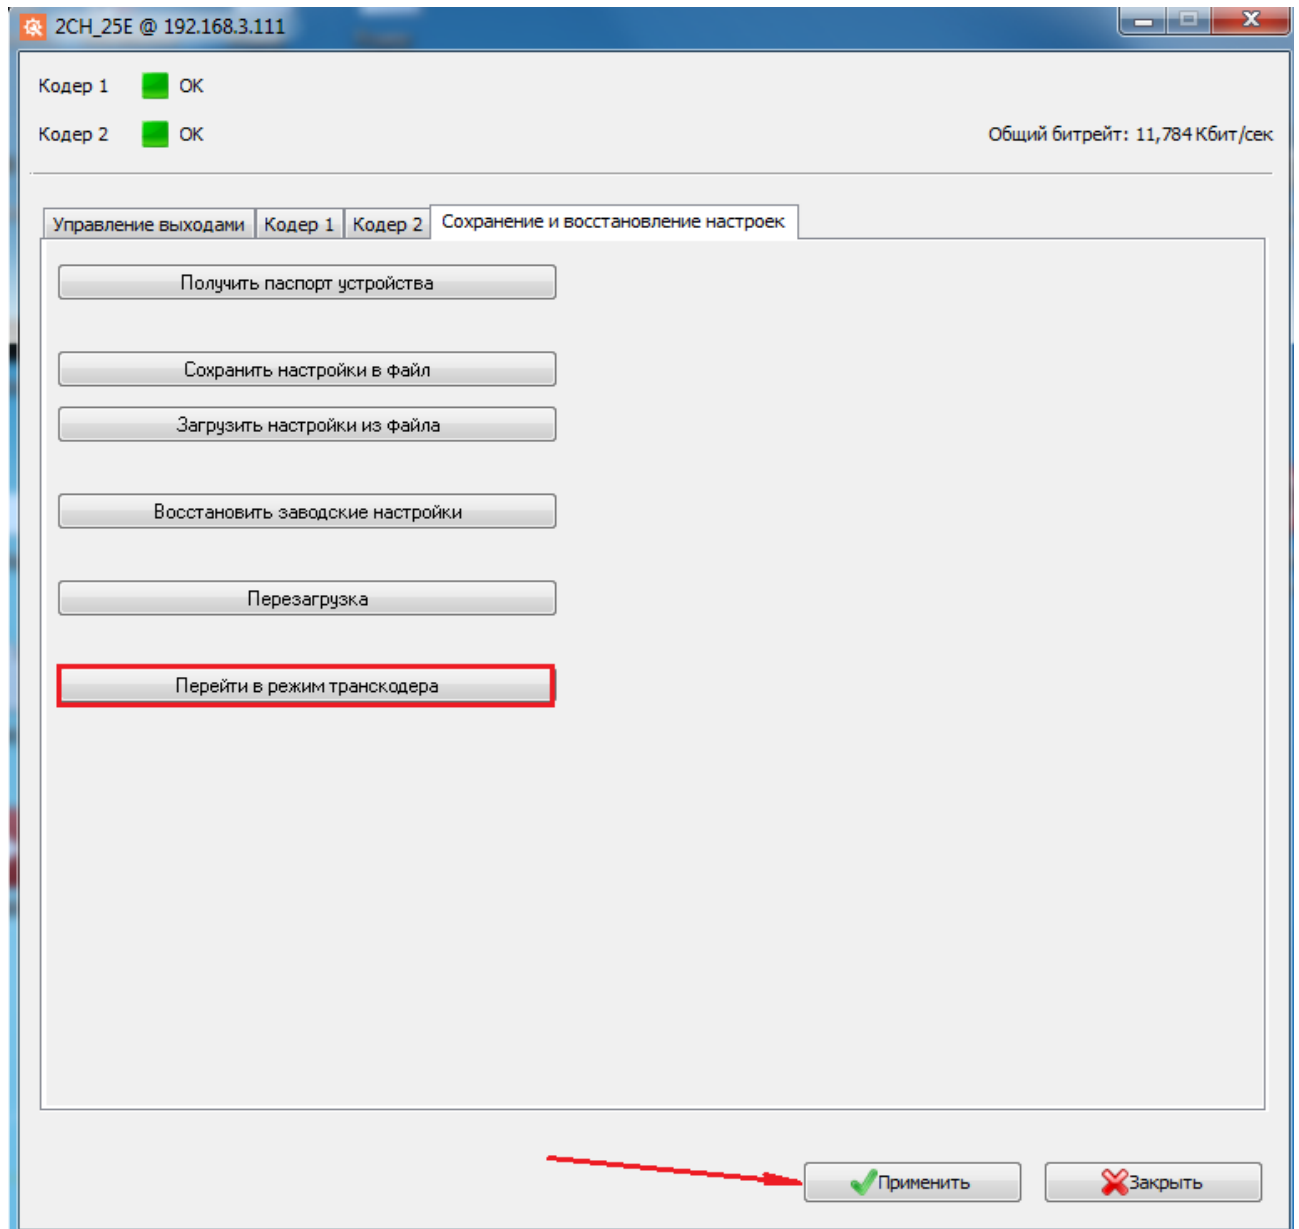 2CH_25E @ 192.168.3.111
Кодер 1 OK
Кодер 2 OK
Общий битрейт: 11,784 Кбит/сек
Управление выходами Кодер 1 Кодер 2 Сохранение и восстановление настроек
Получить паспорт устройства
Сохранить настройки в файл
Загрузить настройки из файла
Восстановить заводские настройки
Перезагрузка
Перейти в режим транскодера
Применить Закрыть